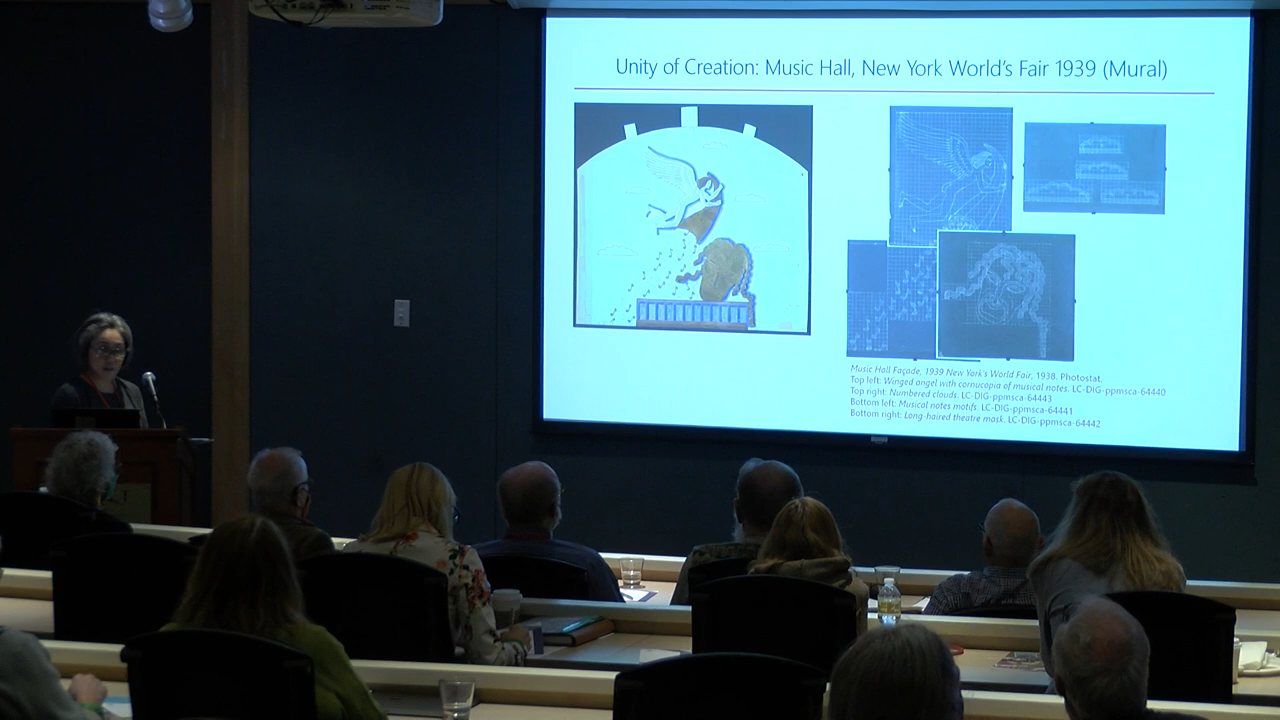 Unity of Creation: Music Hall, New York World's Fair 1939 (Mural)
Music Hall Façade, 1939 New York's World Fair, 1938. Photostat.
Top left: Winged angel with cornucopia of musical notes. LC-DIG-ppmsca-64440
Top right: Numbered clouds. LC-DIG-ppmsca-64443
Bottom left: Musical notes motifs. LC-DIG-ppmsca-64441
Bottom right: Long-haired theatre mask. LC-DIG-ppmsca-64442